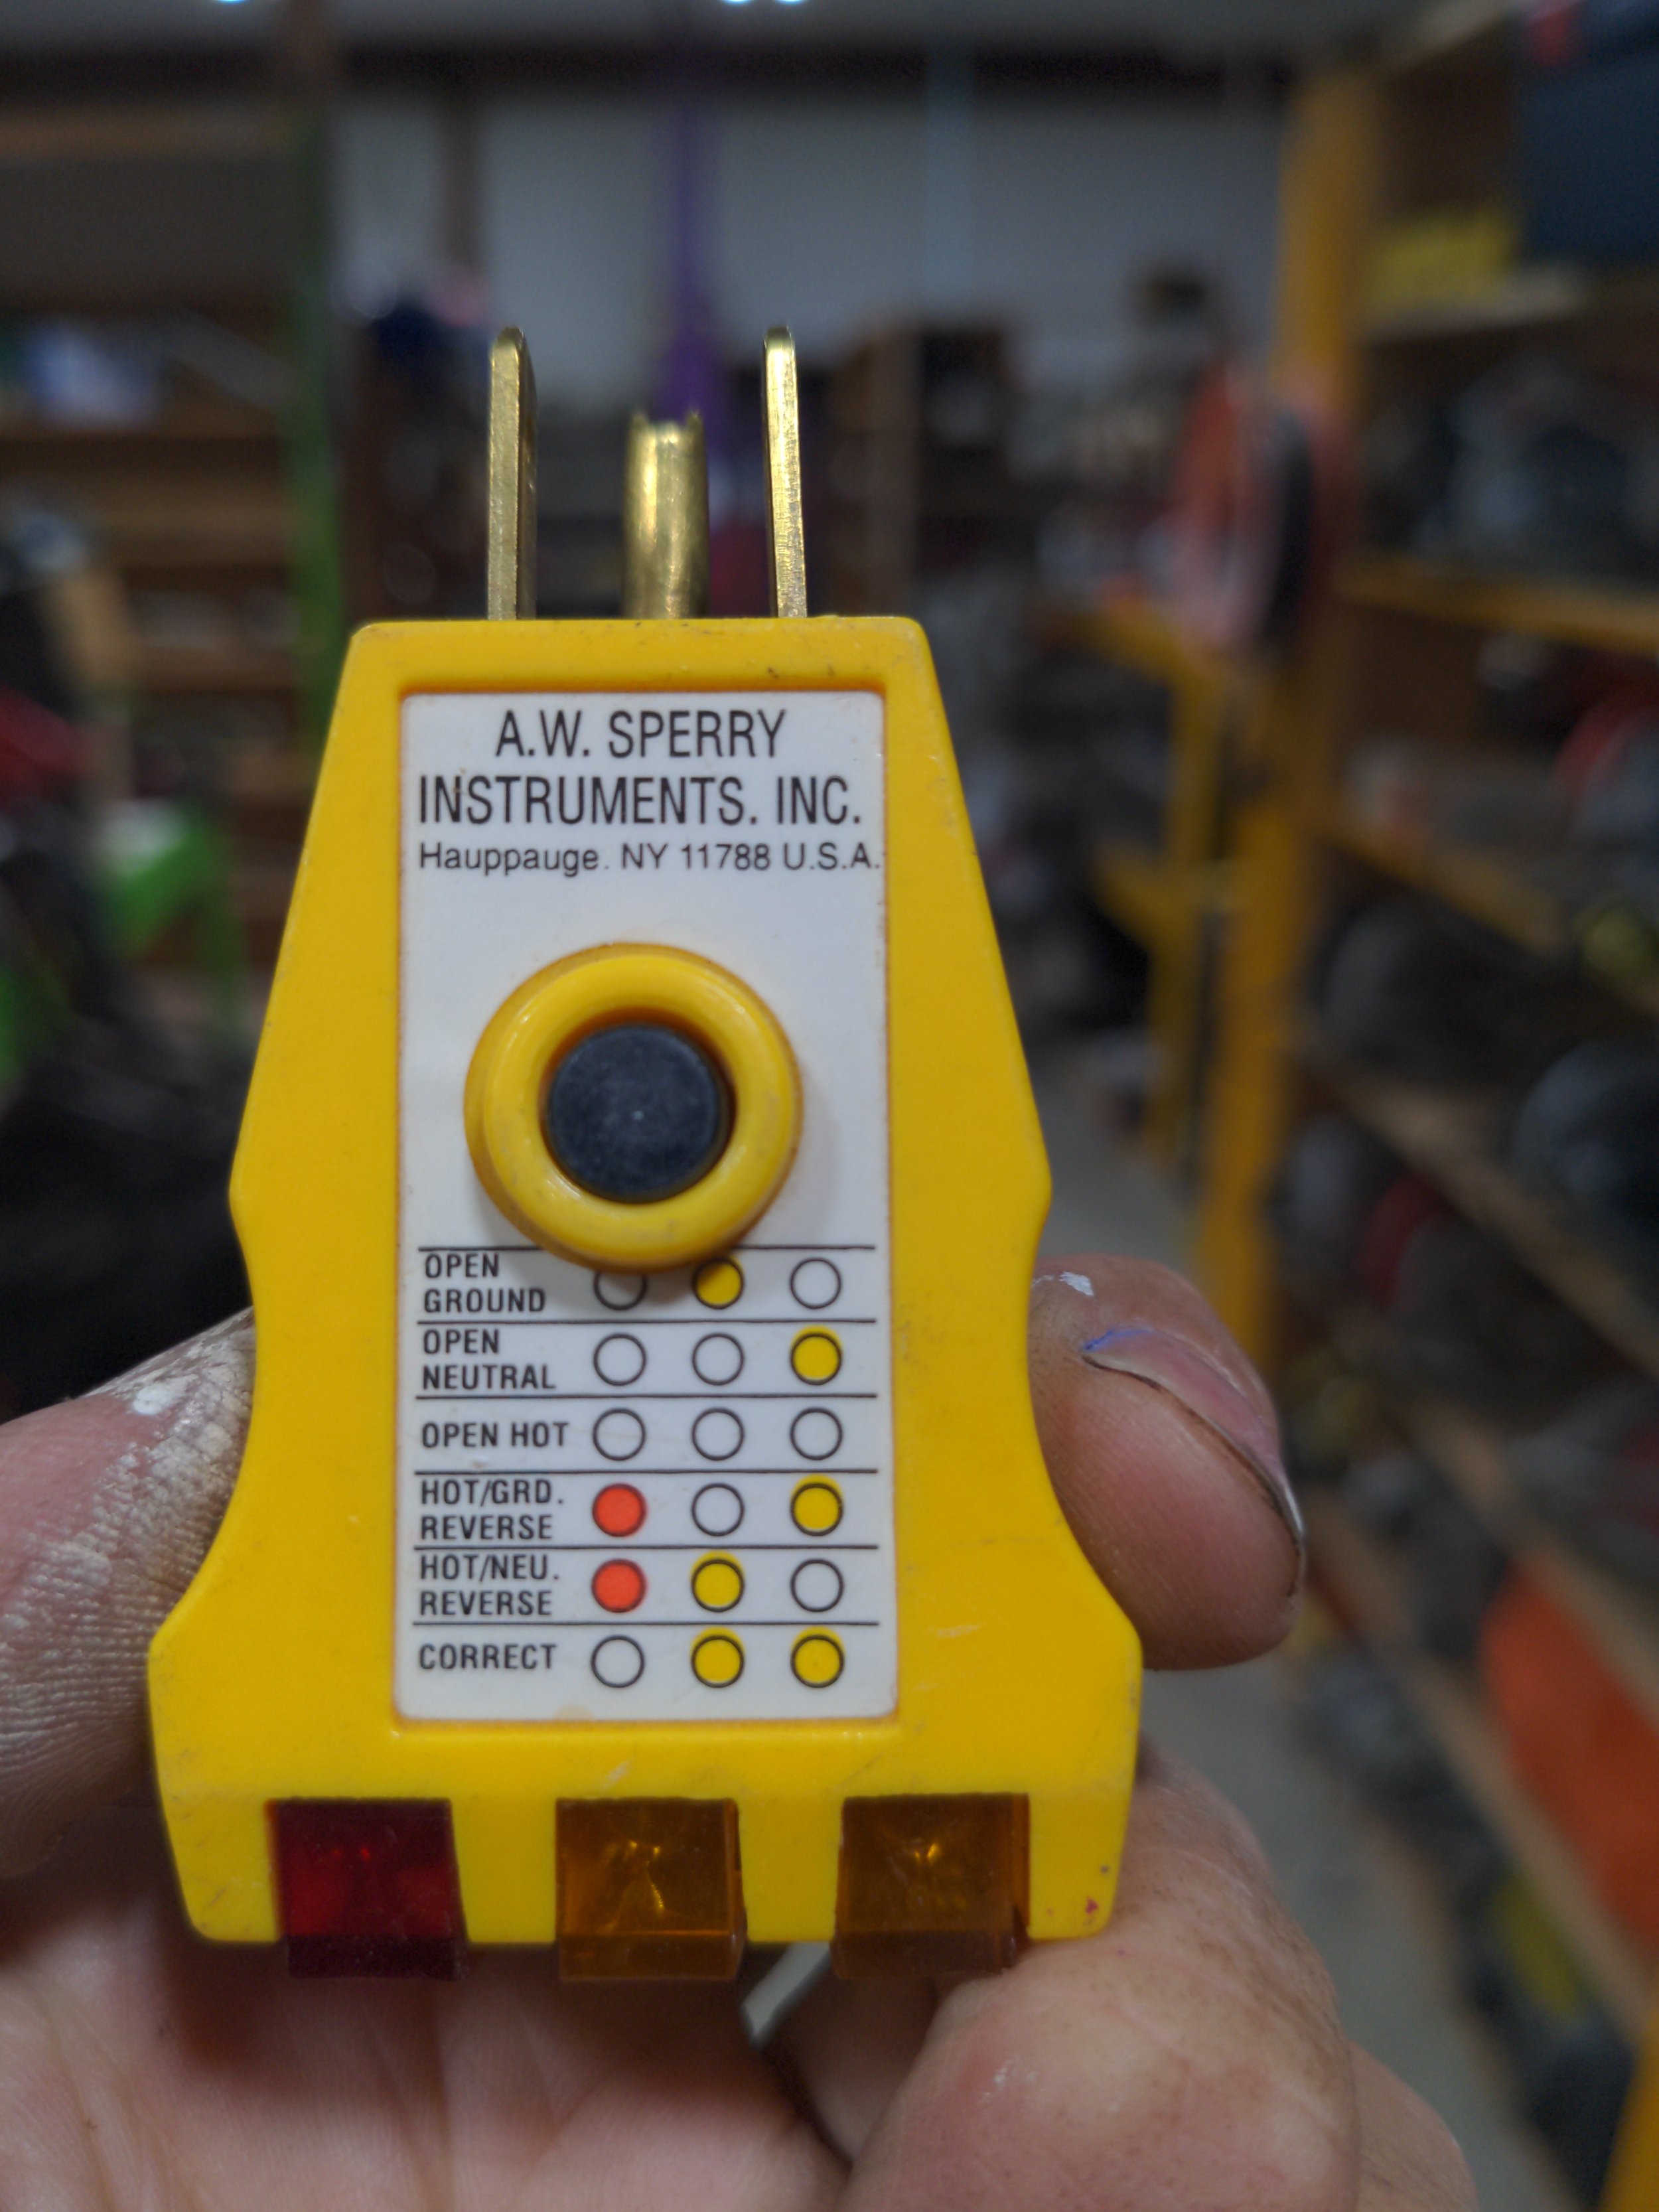 A.W. SPERRY
INSTRUMENTS. INC.
Hauppauge. NY 11788 U.S.A.
OPEN
GROUND
OPEN
NEUTRAL
OPEN HOT
HOT/GRD.
REVERSE
HOT/NEU.
REVERSE
CORRECT